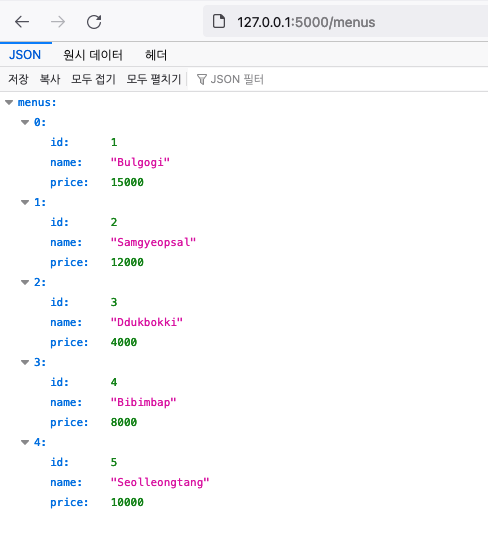 127.0.0.1:5000/menus
JSON 원시 데이터 헤더
저장 복사 모두 접기 모두 펼치기 JSON 필터
menus:
0:
id: 1
name: "Bulgogi"
price: 15000
1:
id: 2
name: "Samgyeopsal"
price: 12000
2:
id: 3
name: "Ddukbokki"
price: 4000
3:
id: 4
name: "Bibimbap"
price: 8000
4:
id: 5
name: "Seolleongtang"
price: 10000